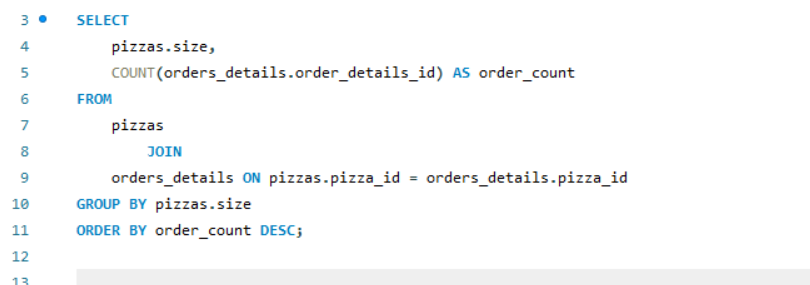 3 SELECT
4 pizzas.size,
5 COUNT(orders_details.order_details_id) AS order_count
6 FROM
7 pizzas
8 JOIN
9 orders_details ON pizzas.pizza_id = orders_details.pizza_id
10 GROUP BY pizzas.size
11 ORDER BY order_count DESC;
12
13